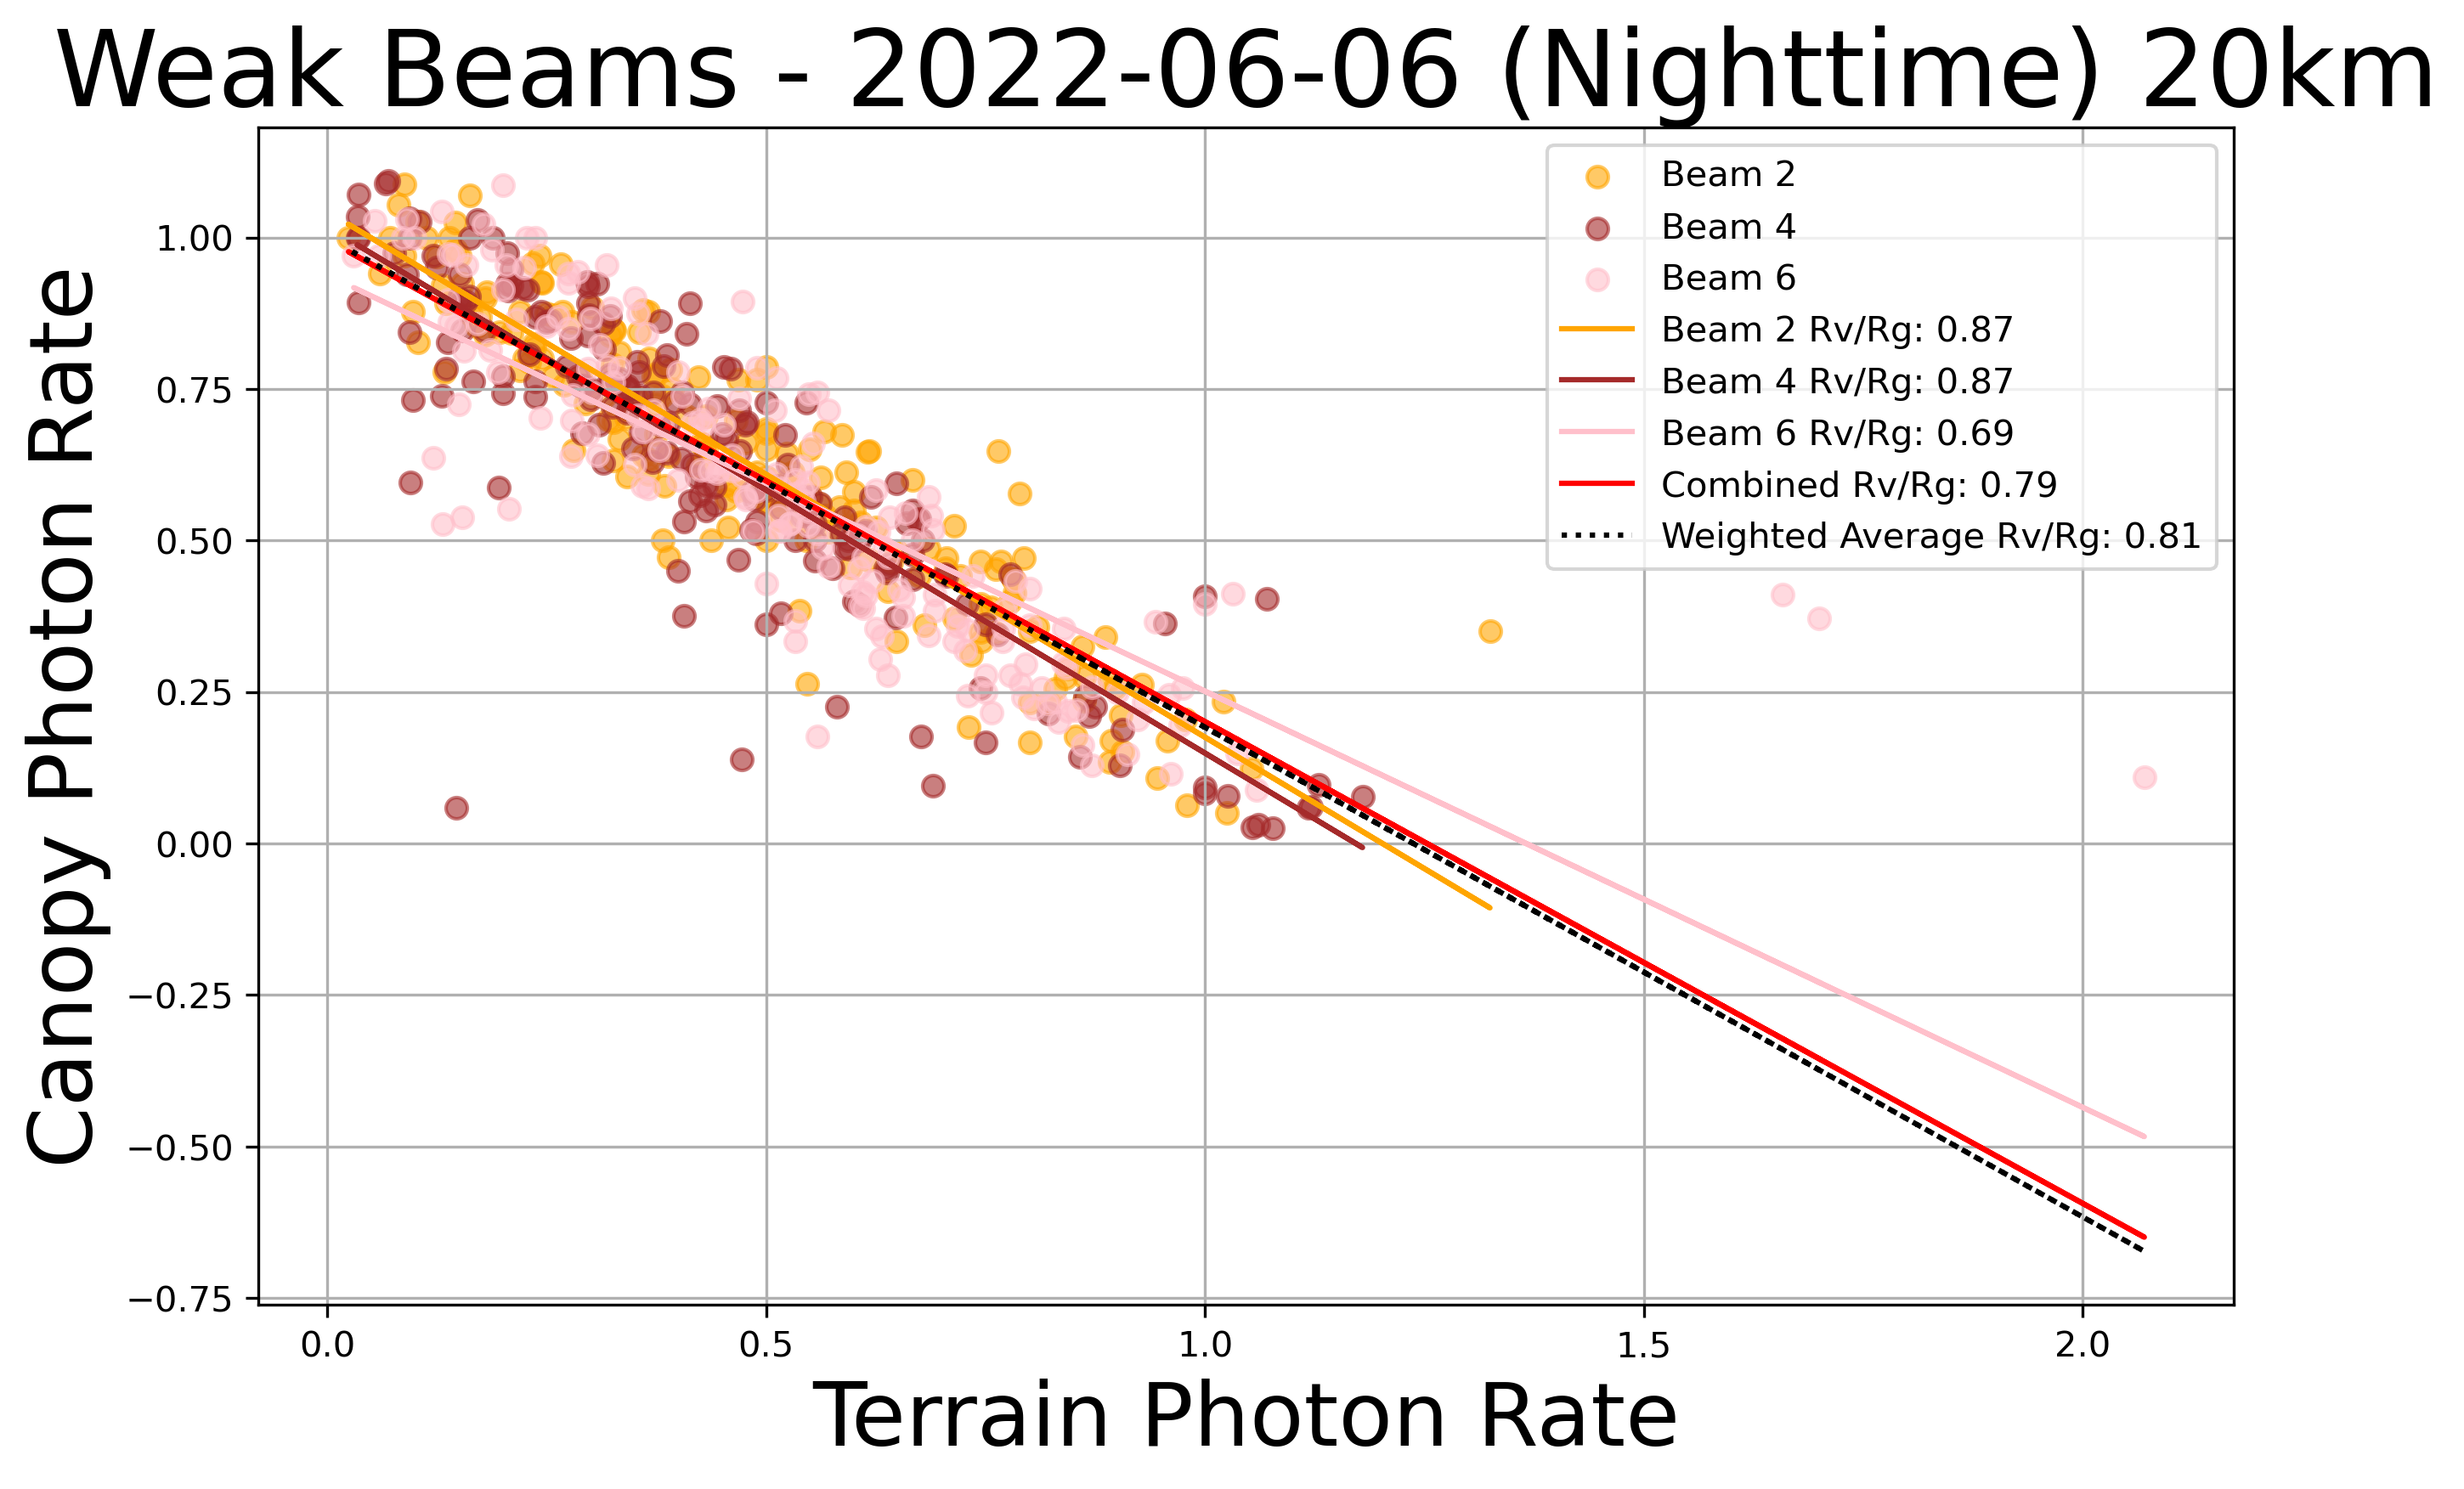 Weak Beams - 2022-06-06 (Nighttime) 20km
Canopy Photon Rate
1.00
0.75
0.50
0.25
0.00
−0.25
−0.50
−0.75
Beam 2
Beam 4
Beam 6
Beam 2 Rv/Rg: 0.87
Beam 4 Rv/Rg: 0.87
Beam 6 Rv/Rg: 0.69
Combined Rv/Rg: 0.79
Weighted Average Rv/Rg: 0.81
0.0 0.5 1.0 1.5 2.0
Terrain Photon Rate